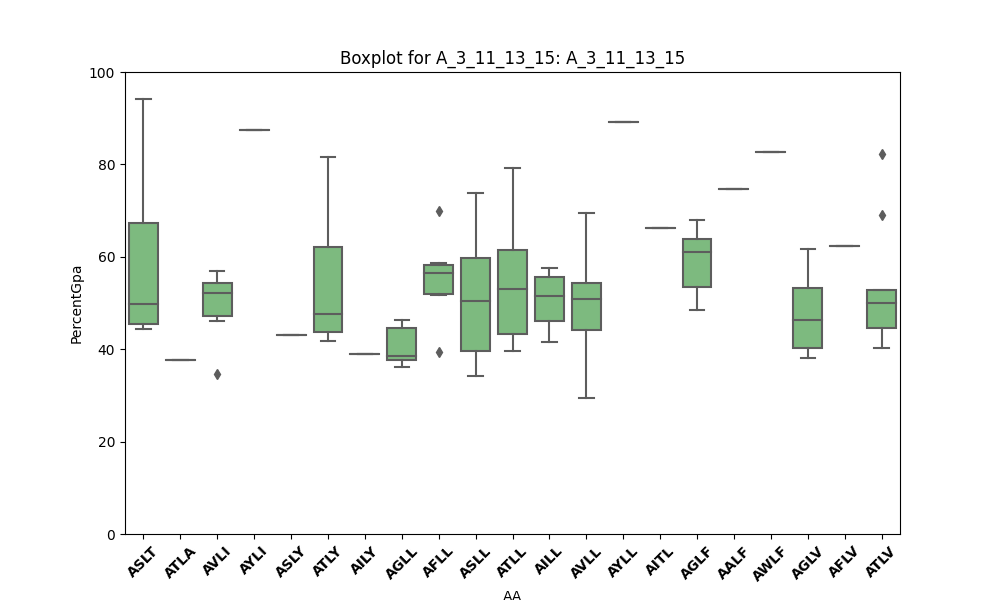 Boxplot for A_3_11_13_15: A_3_11_13_15
100
80
60
40
20
0
PercentGpa
ASLT ATLA AVLI AYLI ASLY ATLY AILY AGLL AFLL ASLL ATLL AILL AVLL AYLL AITL AGLF AALF AWLF AGLV AFLV ATLV
AA